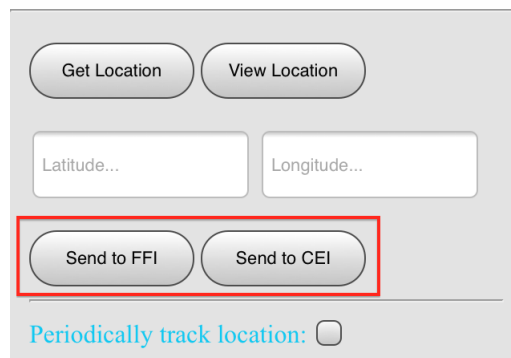 Get Location View Location
Latitude... Longitude...
Send to FFI Send to CEI
Periodically track location: